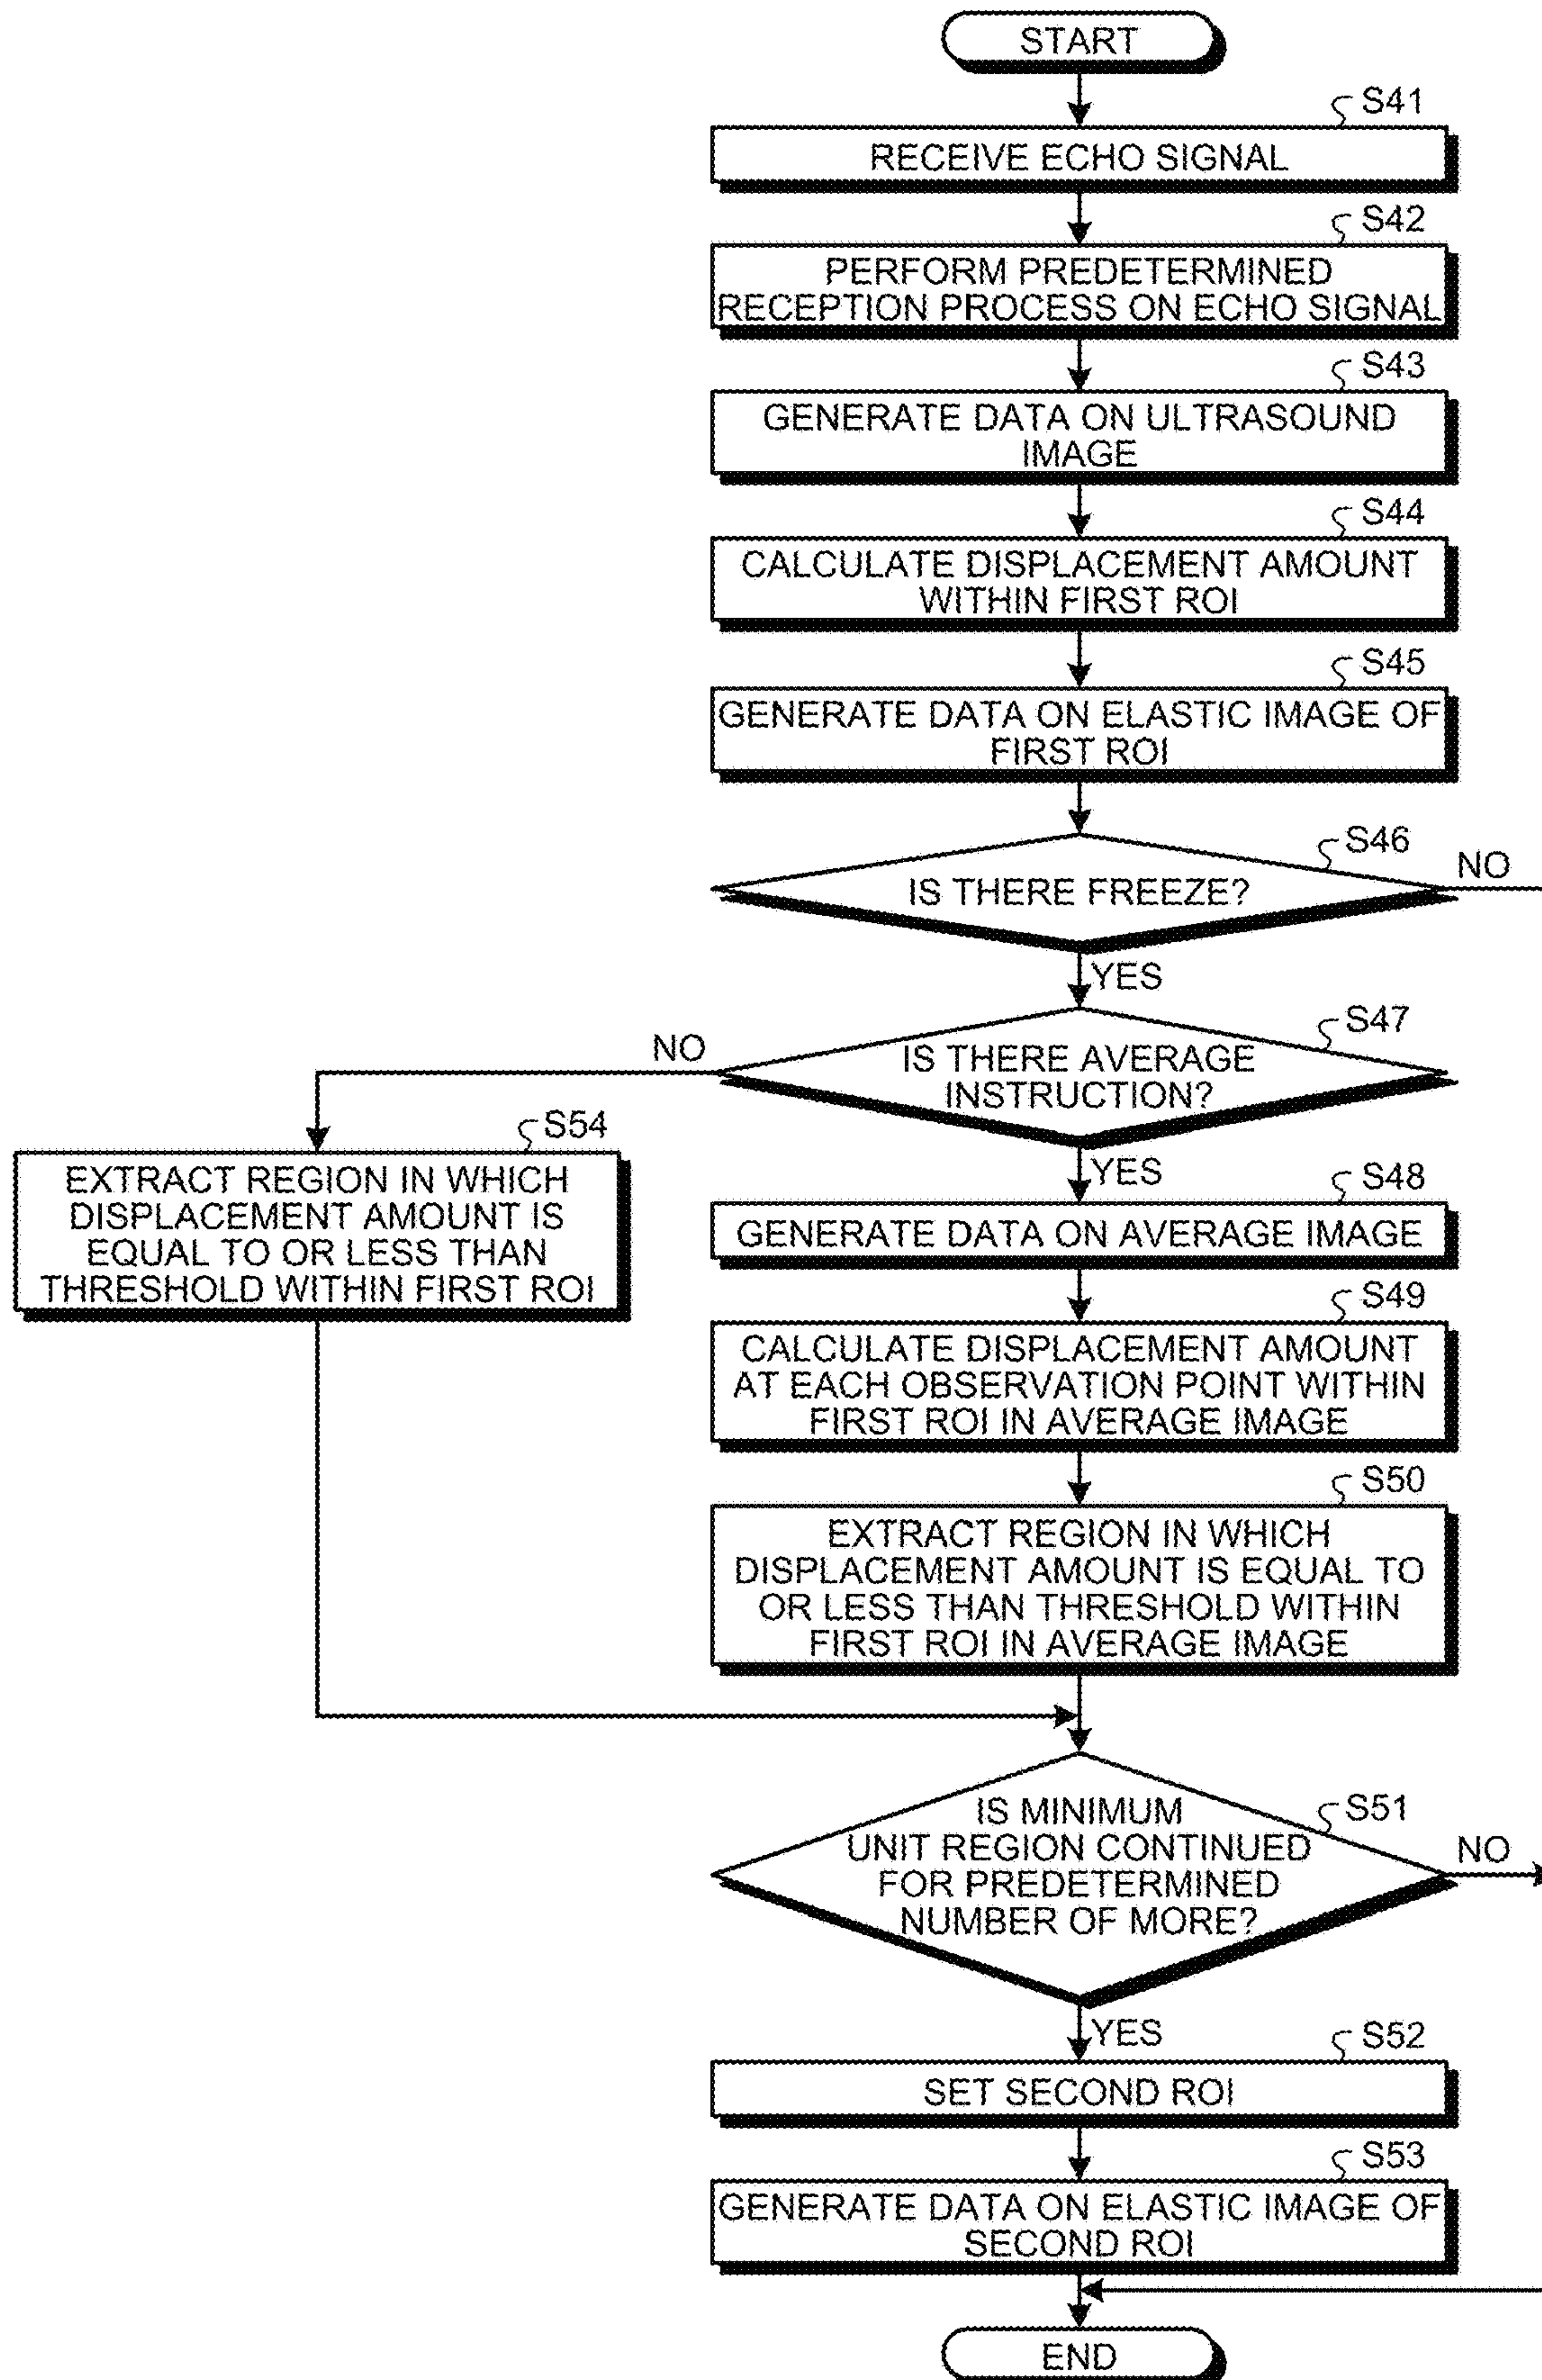 START
S41
RECEIVE ECHO SIGNAL
S42
PERFORM PREDETERMINED
RECEPTION PROCESS ON ECHO SIGNAL
S43
GENERATE DATA ON ULTRASOUND
IMAGE
S44
CALCULATE DISPLACEMENT AMOUNT
WITHIN FIRST ROI
S45
GENERATE DATA ON ELASTIC IMAGE OF
FIRST ROI
S46
IS THERE FREEZE?
NO
YES
S47
IS THERE AVERAGE
INSTRUCTION?
NO
YES
S54
EXTRACT REGION IN WHICH
DISPLACEMENT AMOUNT IS
EQUAL TO OR LESS THAN
THRESHOLD WITHIN FIRST ROI
S48
GENERATE DATA ON AVERAGE IMAGE
S49
CALCULATE DISPLACEMENT AMOUNT
AT EACH OBSERVATION POINT WITHIN
FIRST ROI IN AVERAGE IMAGE
S50
EXTRACT REGION IN WHICH
DISPLACEMENT AMOUNT IS EQUAL TO
OR LESS THAN THRESHOLD WITHIN
FIRST ROI IN AVERAGE IMAGE
S51
IS MINIMUM
UNIT REGION CONTINUED
FOR PREDETERMINED
NUMBER OF MORE?
NO
YES
S52
SET SECOND ROI
S53
GENERATE DATA ON ELASTIC IMAGE OF
SECOND ROI
END